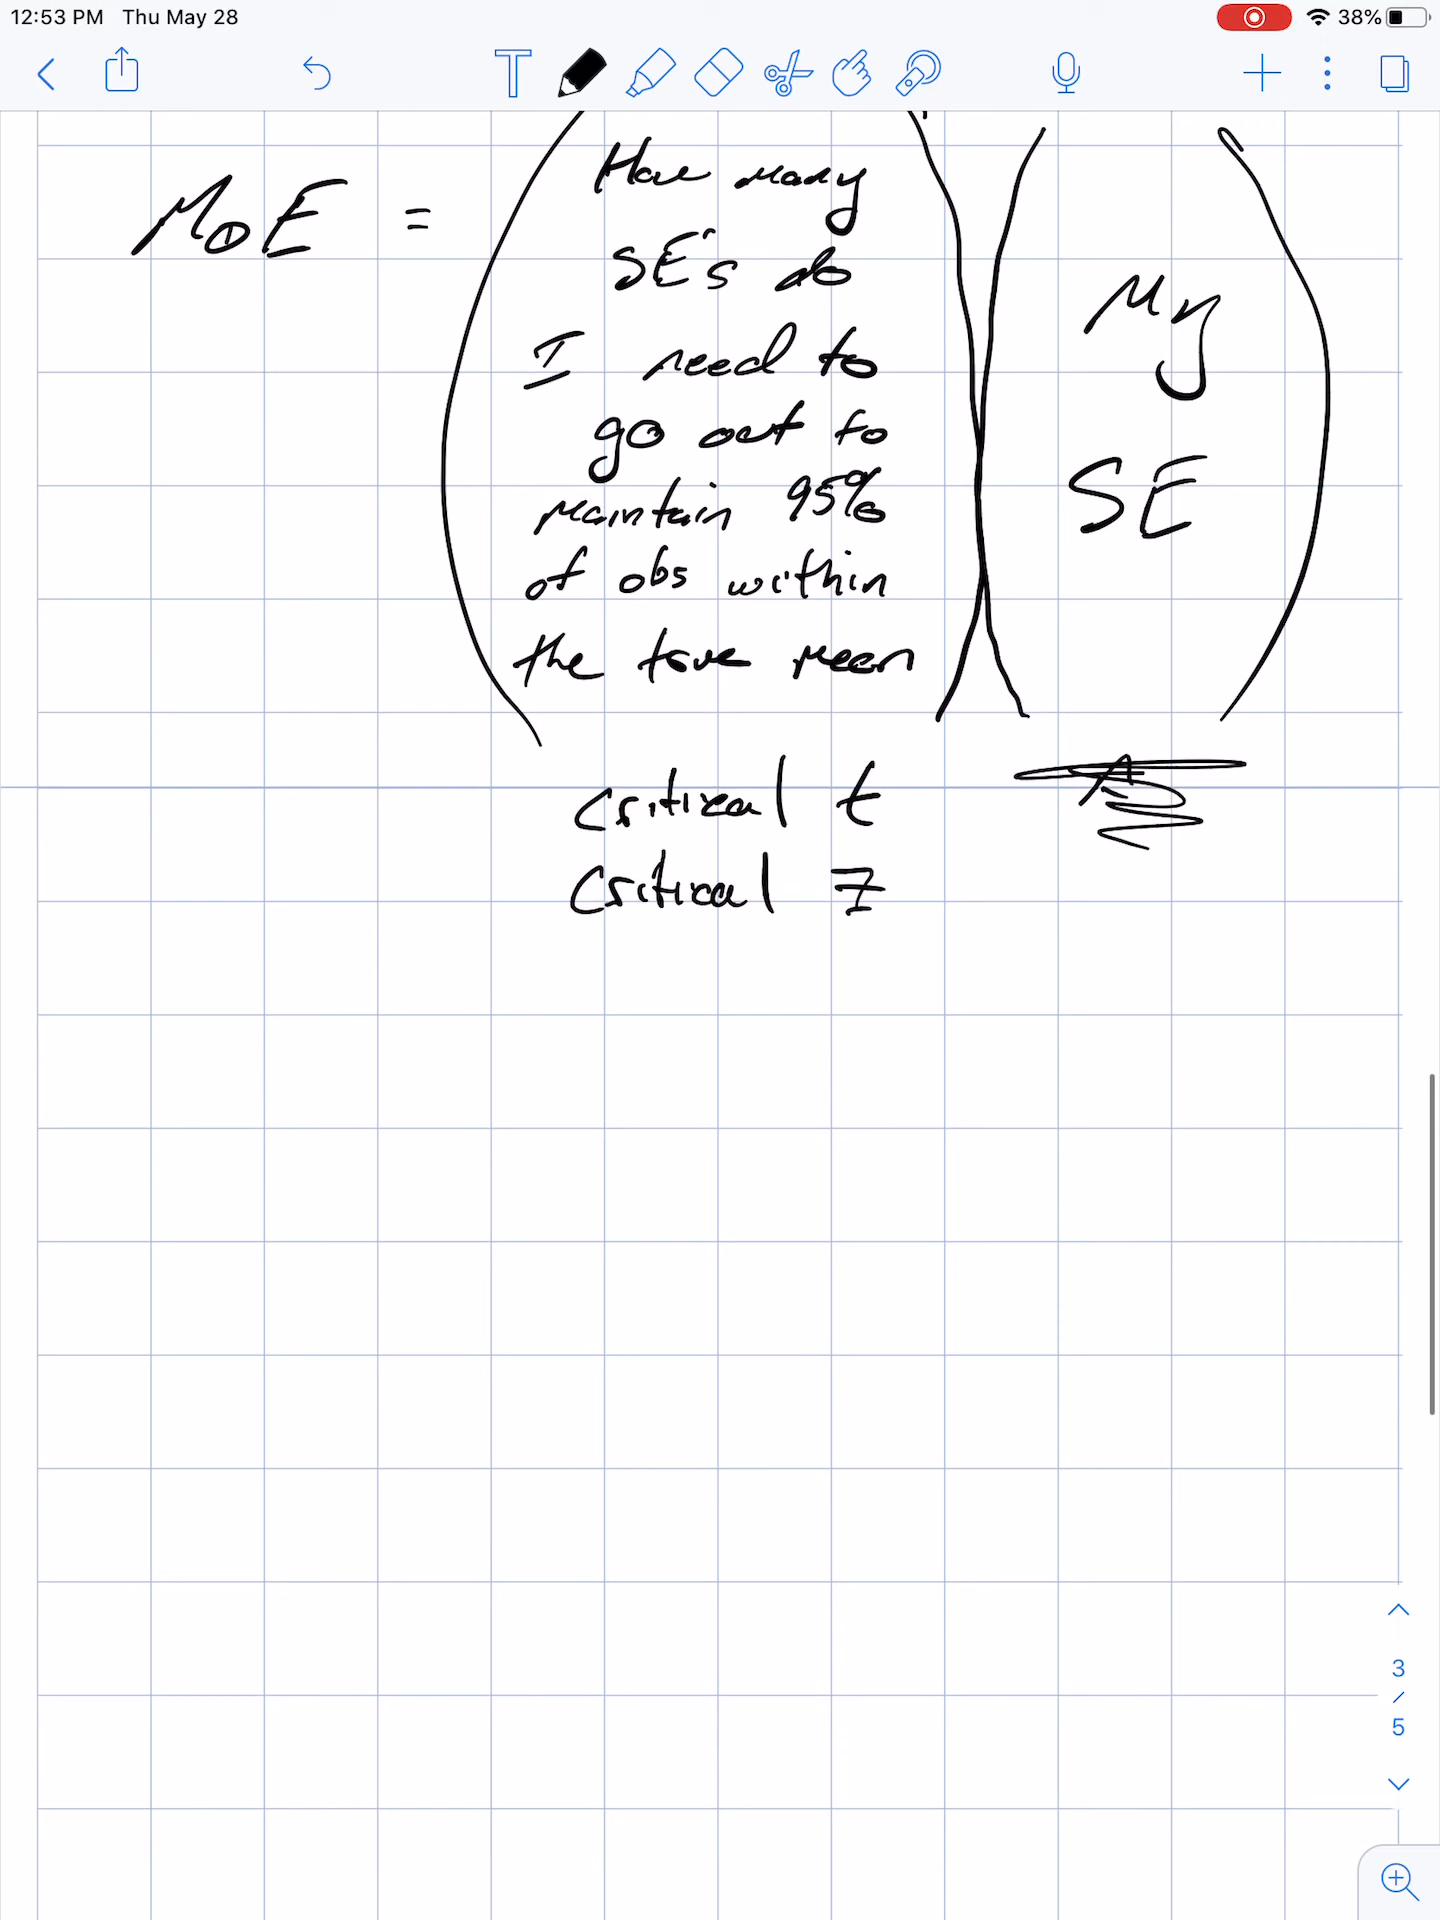 12:53 PM Thu May 28
38%
MoE =
How many
SE's do
I need to
go out to
maintain 95%
of obs within
the true mean
My
SE
critical t
critical Z
3
/
5